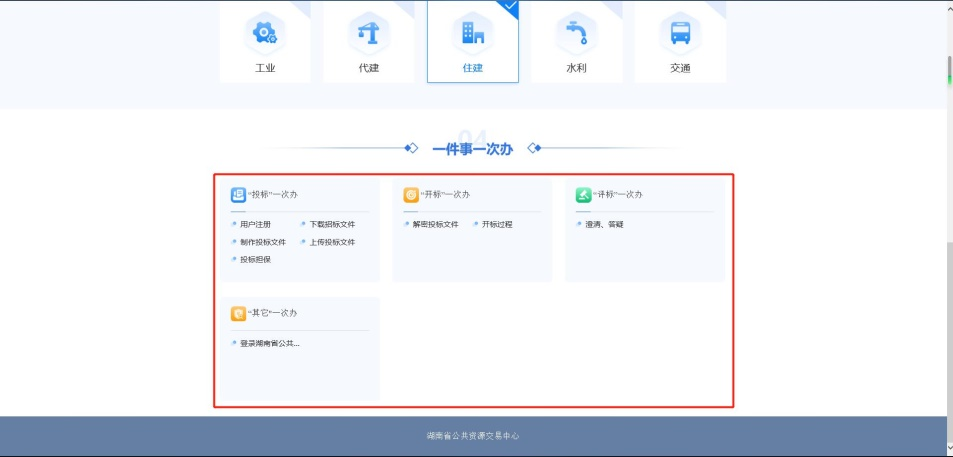 工业
代建
住建
水利
交通
04
一件事一次办
“投标”一次办
用户注册
下载招标文件
制作投标文件
上传投标文件
投标担保
“开标”一次办
解密投标文件
开标过程
“评标”一次办
澄清、答疑
“其它”一次办
登录湖南省公共...
湖南省公共资源交易中心